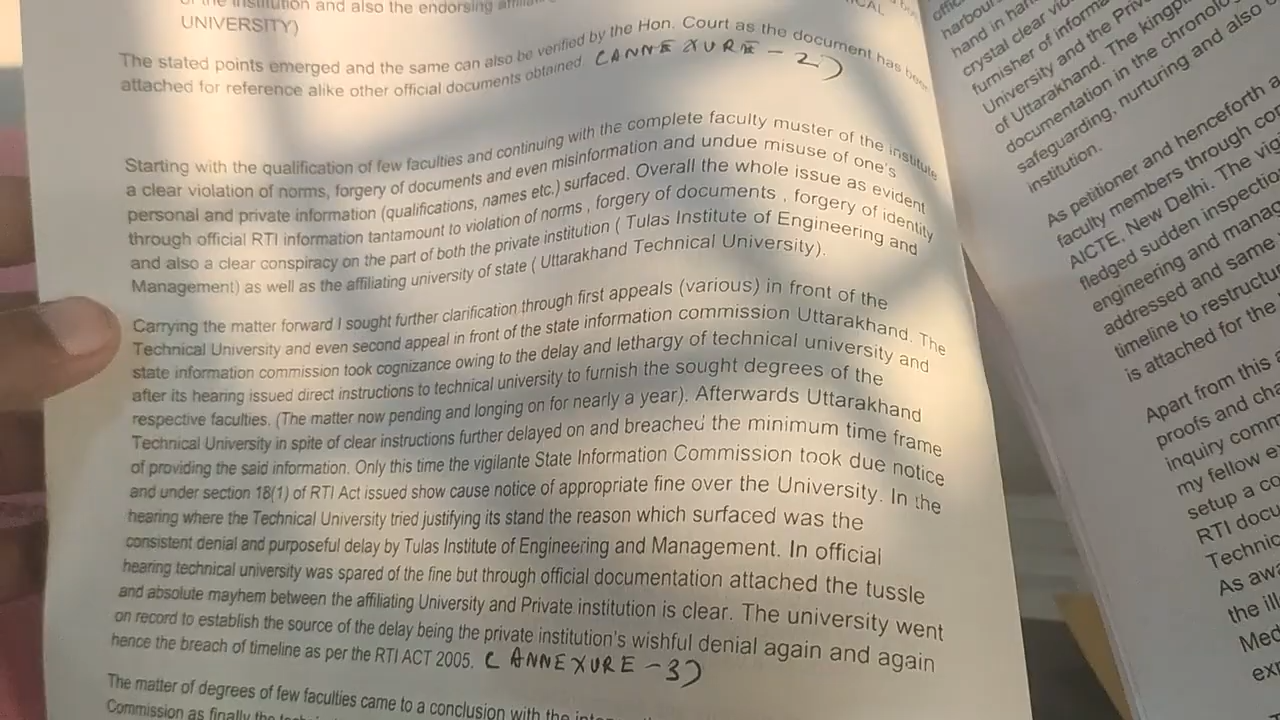 of the institution and also the endorsing
UNIVERSITY)
The stated points emerged and the same can also be verified by the Hon. Court as the document has been
attached for reference alike other official documents obtained. (ANNEXURE - 2)
Starting with the qualification of few faculties and continuing with the complete faculty muster of the institute
a clear violation of norms, forgery of documents and even misinformation and undue misuse of one's
personal and private information (qualifications, names etc.) surfaced. Overall the whole issue as evident
through official RTI information tantamount to violation of norms , forgery of documents , forgery of identity
and also a clear conspiracy on the part of both the private institution ( Tulas Institute of Engineering and
Management) as well as the affiliating university of state ( Uttarakhand Technical University).
Carrying the matter forward I sought further clarification through first appeals (various) in front of the
Technical University and even second appeal in front of the state information commission Uttarakhand. The
state information commission took cognizance owing to the delay and lethargy of technical university and
after its hearing issued direct instructions to technical university to furnish the sought degrees of the
respective faculties. (The matter now pending and longing on for nearly a year). Afterwards Uttarakhand
Technical University in spite of clear instructions further delayed on and breached the minimum time frame
of providing the said information. Only this time the vigilante State Information Commission took due notice
and under section 18(1) of RTI Act issued show cause notice of appropriate fine over the University. In the
hearing where the Technical University tried justifying its stand the reason which surfaced was the
consistent denial and purposeful delay by Tulas Institute of Engineering and Management. In official
hearing technical university was spared of the fine but through official documentation attached the tussle
and absolute mayhem between the affiliating University and Private institution is clear. The university went
on record to establish the source of the delay being the private institution's wishful denial again and again
hence the breach of timeline as per the RTI ACT 2005. (ANNEXURE - 3)
The matter of degrees of few faculties came to a conclusion with the
Commission as finally the
harbour
hand in
crystal clear
furnisher of
University and the
of Uttarakhand. The
documentation in the
safeguarding, nurturing and also
institution.
As petitioner and henceforth
faculty members through
AICTE, New Delhi. The
fledged sudden
engineering and
addressed and same
timeline to
is attached for the
Apart from this
proofs and
inquiry
my fellow
setup a
RTI
As
the